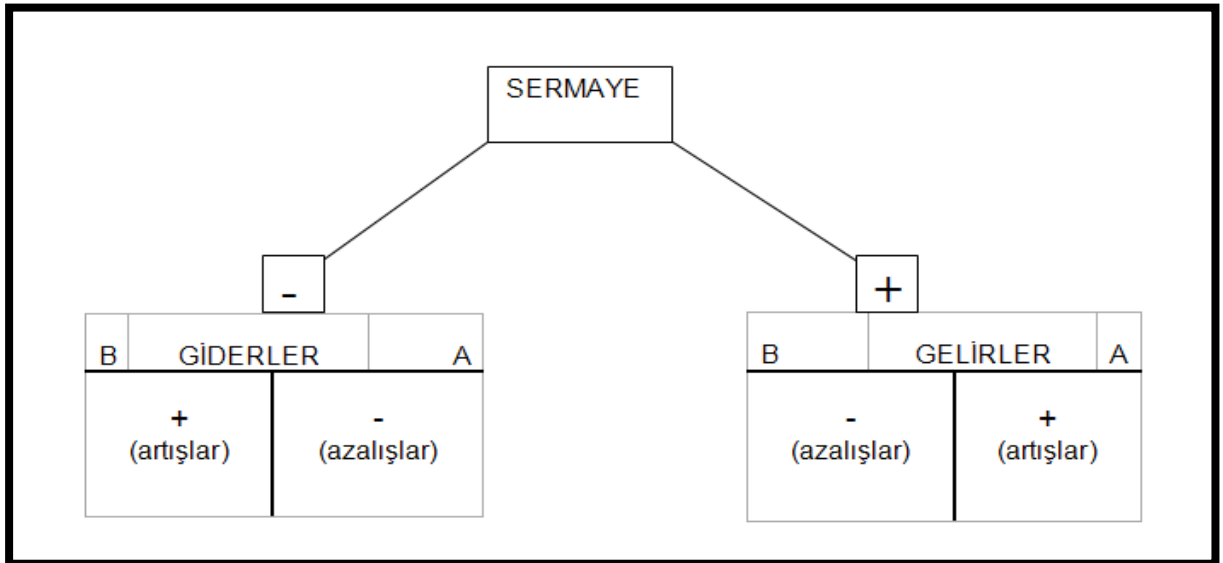 SERMAYE
-
+
B GİDERLER A
B GELİRLER A
+
(artışlar)
-
(azalışlar)
-
(azalışlar)
+
(artışlar)